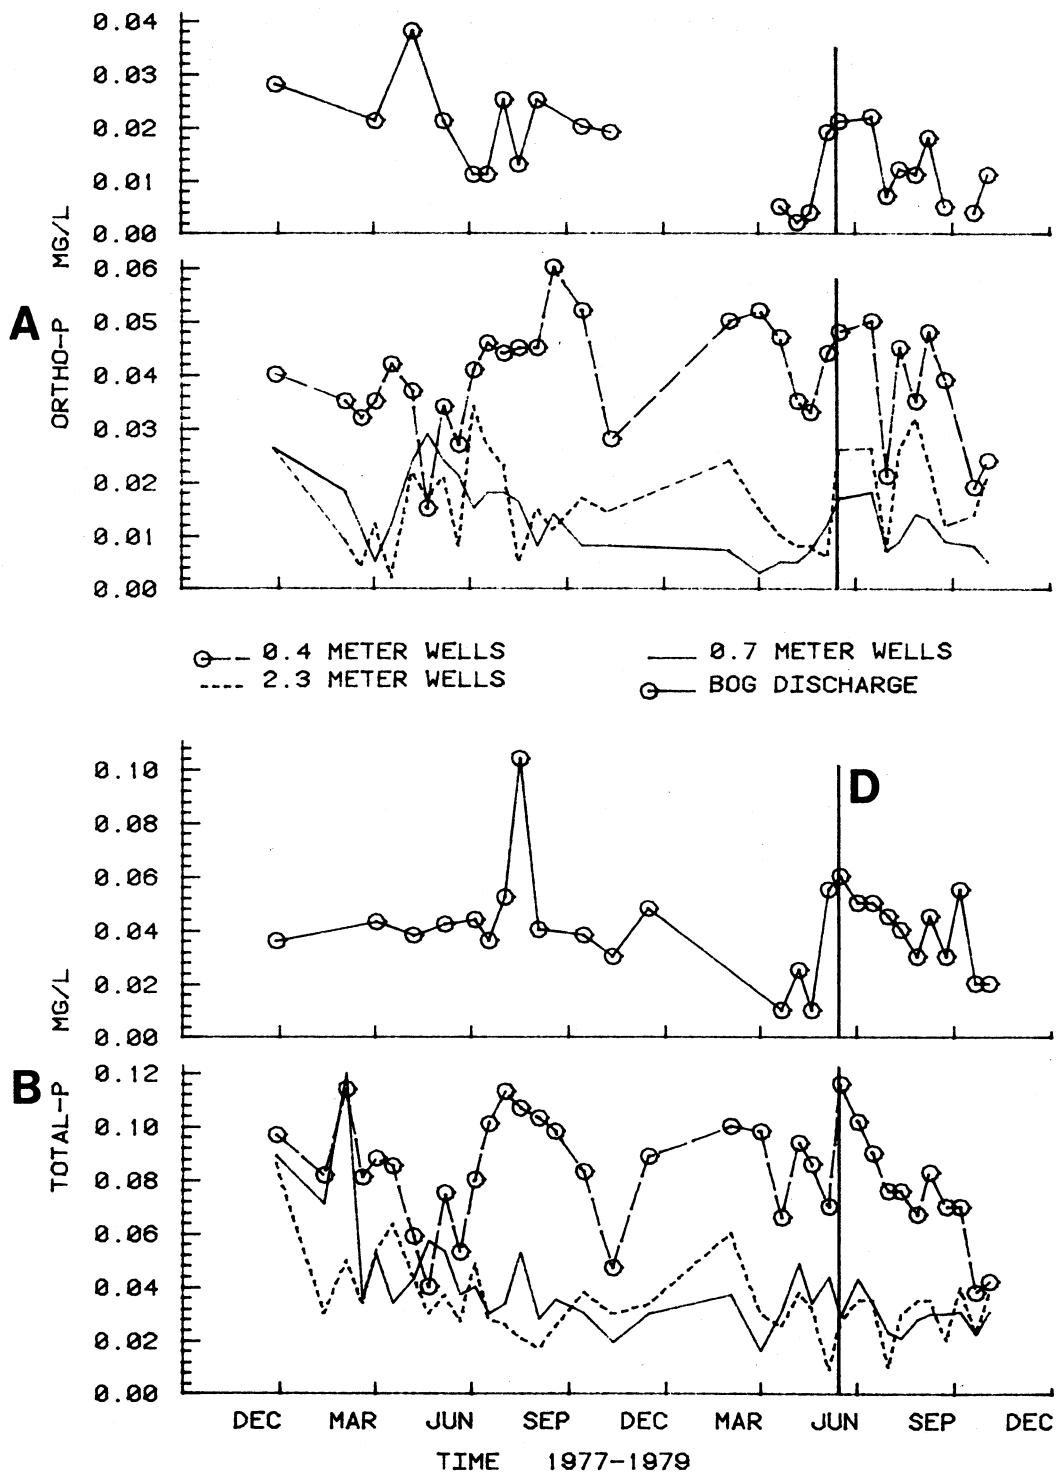 0.04
0.03
0.02
0.01
0.00
MG/L
0.06
0.05
0.04
0.03
0.02
0.01
0.00
A
ORTHO-P
0.4 METER WELLS
0.7 METER WELLS
2.3 METER WELLS
BOG DISCHARGE
0.10
0.08
0.06
0.04
0.02
0.00
D
MG/L
0.12
0.10
0.08
0.06
0.04
0.02
0.00
B
TOTAL-P
DEC MAR JUN SEP DEC MAR JUN SEP DEC
TIME 1977-1979